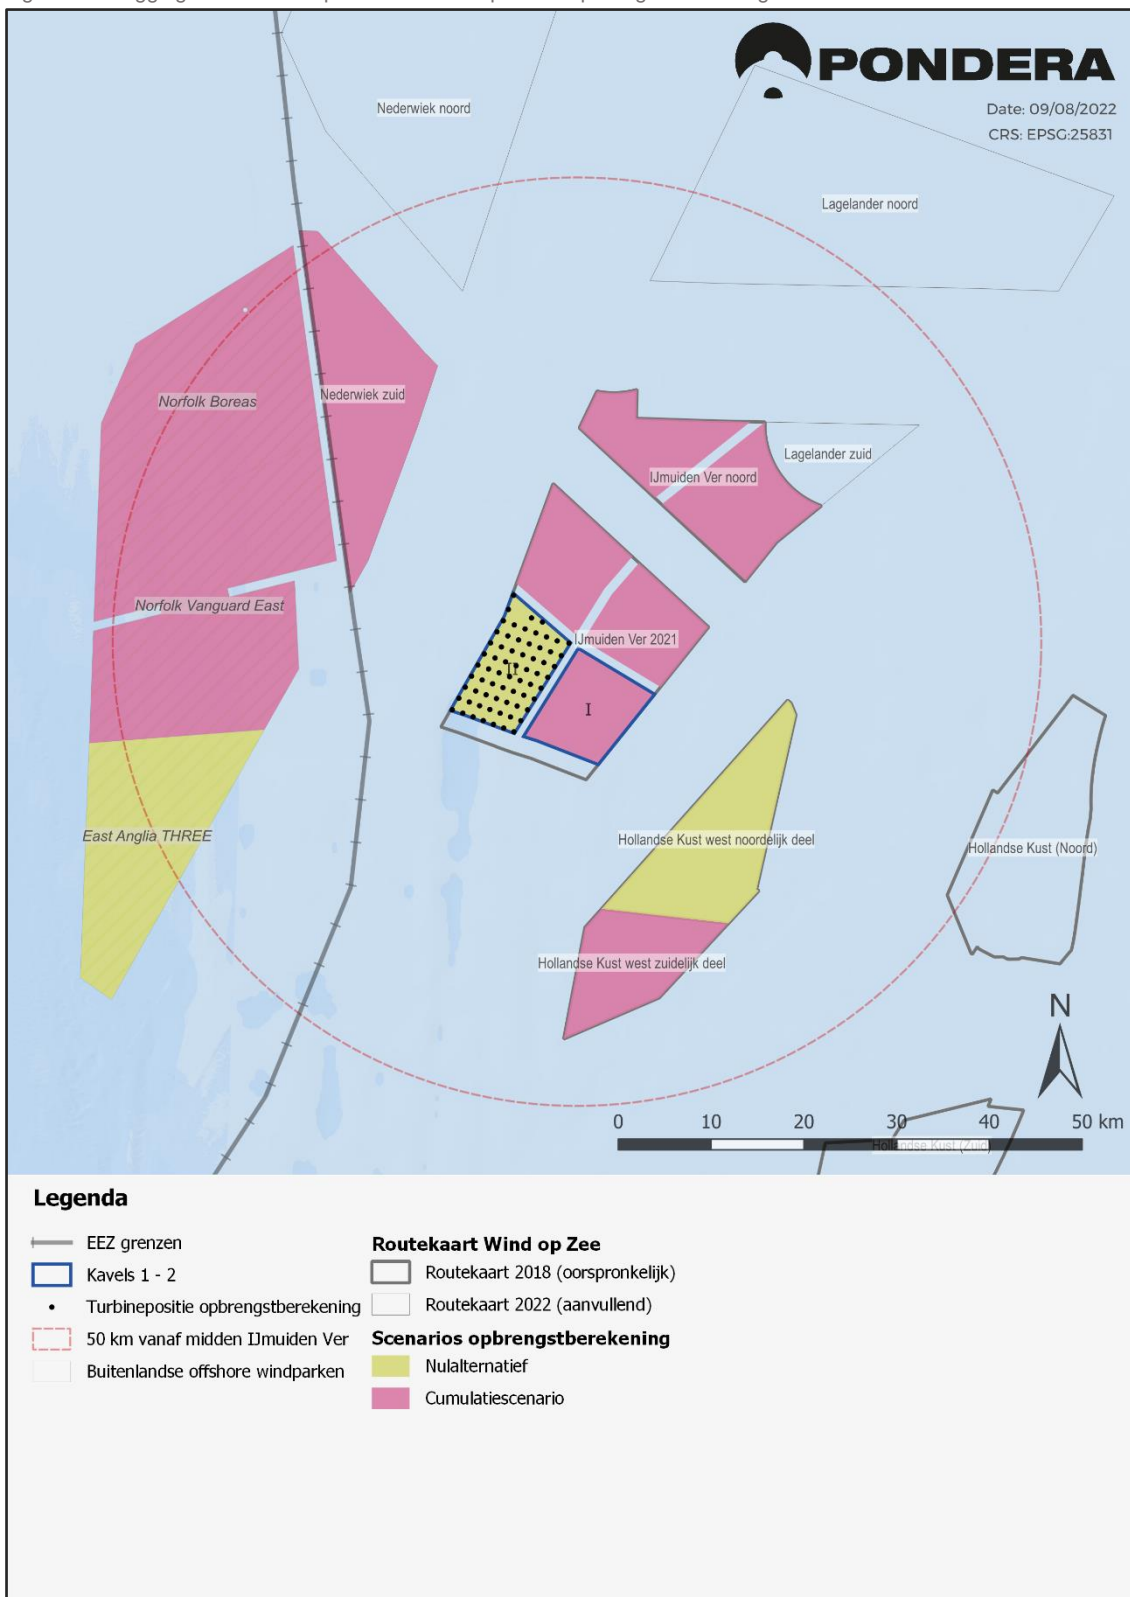 PONDERA
Date: 09/08/2022
CRS: EPSG:25831
Nederwiek noord
Lagelander noord
Norfolk Boreas
Nederwiek zuid
Lagelander zuid
IJmuiden Ver noord
Norfolk Vanguard East
IJmuiden Ver 2021
II
I
East Anglia THREE
Hollandse Kust west noordelijk deel
Hollandse Kust (Noord)
Hollandse Kust west zuidelijk deel
N
0 10 20 30 40 50 km
Hollandse Kust (Zuid)
Legenda
EEZ grenzen
Kavels 1 - 2
Turbinepositie opbrengstberekening
50 km vanaf midden IJmuiden Ver
Buitenlandse offshore windparken
Routekaart Wind op Zee
Routekaart 2018 (oorspronkelijk)
Routekaart 2022 (aanvullend)
Scenarios opbrengstberekening
Nulalternatief
Cumulatiescenario